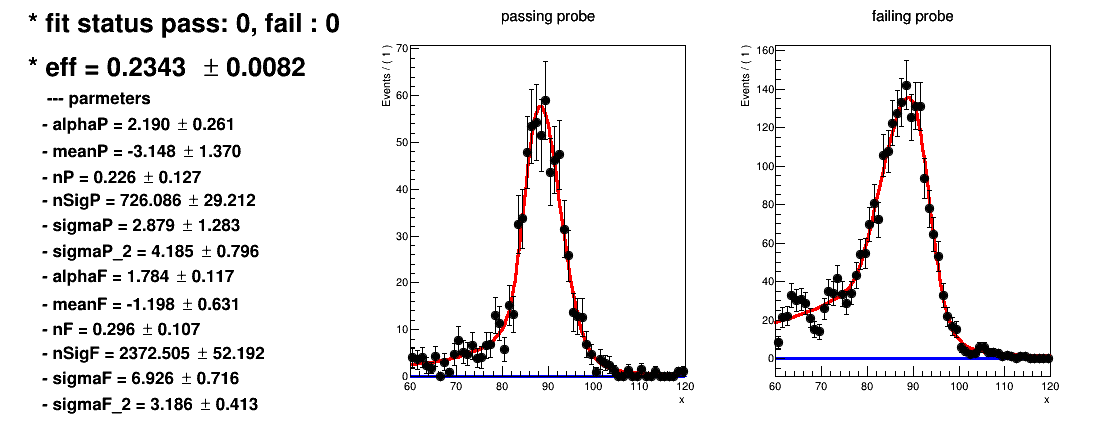 * fit status pass: 0, fail : 0
* eff = 0.2343 ± 0.0082
--- parmeters
- alphaP = 2.190 ± 0.261
- meanP = -3.148 ± 1.370
- nP = 0.226 ± 0.127
- nSigP = 726.086 ± 29.212
- sigmaP = 2.879 ± 1.283
- sigmaP_2 = 4.185 ± 0.796
- alphaF = 1.784 ± 0.117
- meanF = -1.198 ± 0.631
- nF = 0.296 ± 0.107
- nSigF = 2372.505 ± 52.192
- sigmaF = 6.926 ± 0.716
- sigmaF_2 = 3.186 ± 0.413
passing probe
Events / ( 1 )
70
60
50
40
30
20
10
0
60 70 80 90 100 110 120
x
failing probe
Events / ( 1 )
160
140
120
100
80
60
40
20
0
60 70 80 90 100 110 120
x